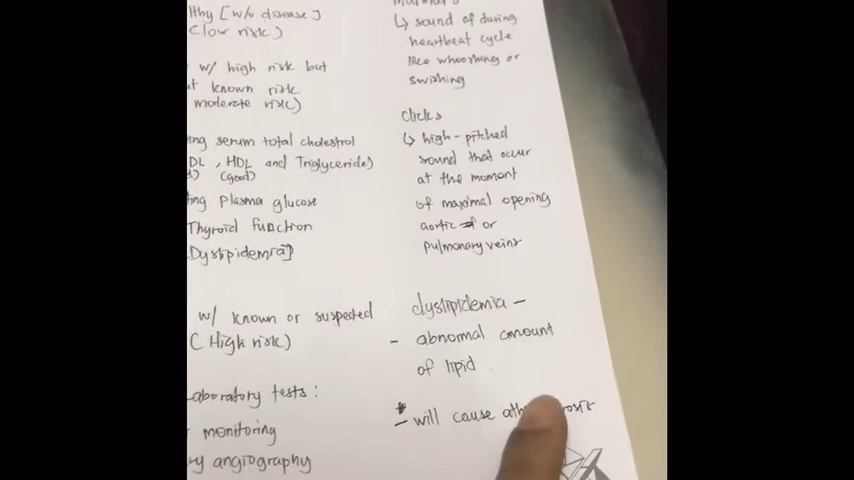 lthy [w/o disease]
(low risk)
w/ high risk but
ut known risk
moderate risk)
ing serum total cholestrol
DL , HDL and Triglyceride)
(good)
ting Plasma glucose
Thyroid function
Dyslipidemia)]
w/ known or suspected
(High risk)
Laboratory tests :
monitoring
ry angiography
↳ sound of during
heartbeat cycle
like whooshing or
swishing
Clicks
↳ high-pitched
sound that occur
at the moment
of maximal opening
aortic or
pulmonary veins
dyslipidemia -
- abnormal amount
of lipid
* - will cause